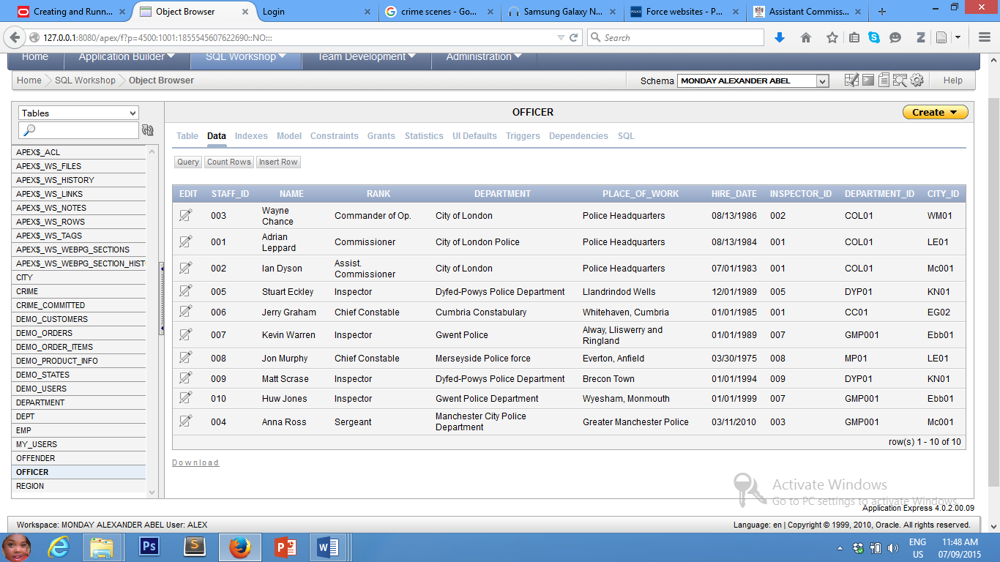 Creating and Runn...
Object Browser
Login
crime scenes - Go...
Samsung Galaxy N...
Force websites - P...
Assistant Commiss...
127.0.0.1:8080/apex/f?p=4500:1001:1855545607622690::NO:::
Search
Home
Application Builder
SQL Workshop
Team Development
Administration
Home
SQL Workshop
Object Browser
Schema
MONDAY ALEXANDER ABEL
Help
Tables
OFFICER
Create
Table Data Indexes Model Constraints Grants Statistics UI Defaults Triggers Dependencies SQL
Query Count Rows Insert Row
APEX$_ACL
APEX$_WS_FILES
APEX$_WS_HISTORY
APEX$_WS_LINKS
APEX$_WS_NOTES
APEX$_WS_ROWS
APEX$_WS_TAGS
APEX$_WS_WEBPG_SECTIONS
APEX$_WS_WEBPG_SECTION_HIST
CITY
CRIME
CRIME_COMMITTED
DEMO_CUSTOMERS
DEMO_ORDERS
DEMO_ORDER_ITEMS
DEMO_PRODUCT_INFO
DEMO_STATES
DEMO_USERS
DEPARTMENT
DEPT
EMP
MY_USERS
OFFENDER
OFFICER
REGION
EDIT STAFF_ID NAME RANK DEPARTMENT PLACE_OF_WORK HIRE_DATE INSPECTOR_ID DEPARTMENT_ID CITY_ID
003 Wayne Chance Commander of Op. City of London Police Headquarters 08/13/1986 002 COL01 WM01
001 Adrian Leppard Commissioner City of London Police Police Headquarters 08/13/1984 001 COL01 LE01
002 Ian Dyson Assist. Commissioner City of London Police Headquarters 07/01/1983 001 COL01 Mc001
005 Stuart Eckley Inspector Dyfed-Powys Police Department Llandrindod Wells 12/01/1989 005 DYP01 KN01
006 Jerry Graham Chief Constable Cumbria Constabulary Whitehaven, Cumbria 01/01/1985 001 CC01 EG02
007 Kevin Warren Inspector Gwent Police Alway, Lliswerry and Ringland 01/01/1989 007 GMP001 Ebb01
008 Jon Murphy Chief Constable Merseyside Police force Everton, Anfield 03/30/1975 008 MP01 LE01
009 Matt Scrase Inspector Dyfed-Powys Police Department Brecon Town 01/01/1994 009 DYP01 KN01
010 Huw Jones Inspector Gwent Police Department Wyesham, Monmouth 01/01/1999 007 GMP001 Ebb01
004 Anna Ross Sergeant Manchester City Police Department Greater Manchester Police 03/11/2010 003 GMP001 Mc001
row(s) 1 - 10 of 10
Download
Activate Windows
Go to PC settings to activate Windows.
Application Express 4.0.2.00.09
Workspace: MONDAY ALEXANDER ABEL User: ALEX
Language: en | Copyright © 1999, 2010, Oracle. All rights reserved.
Ps
S
P
W
ENG
US
11:48 AM
07/09/2015